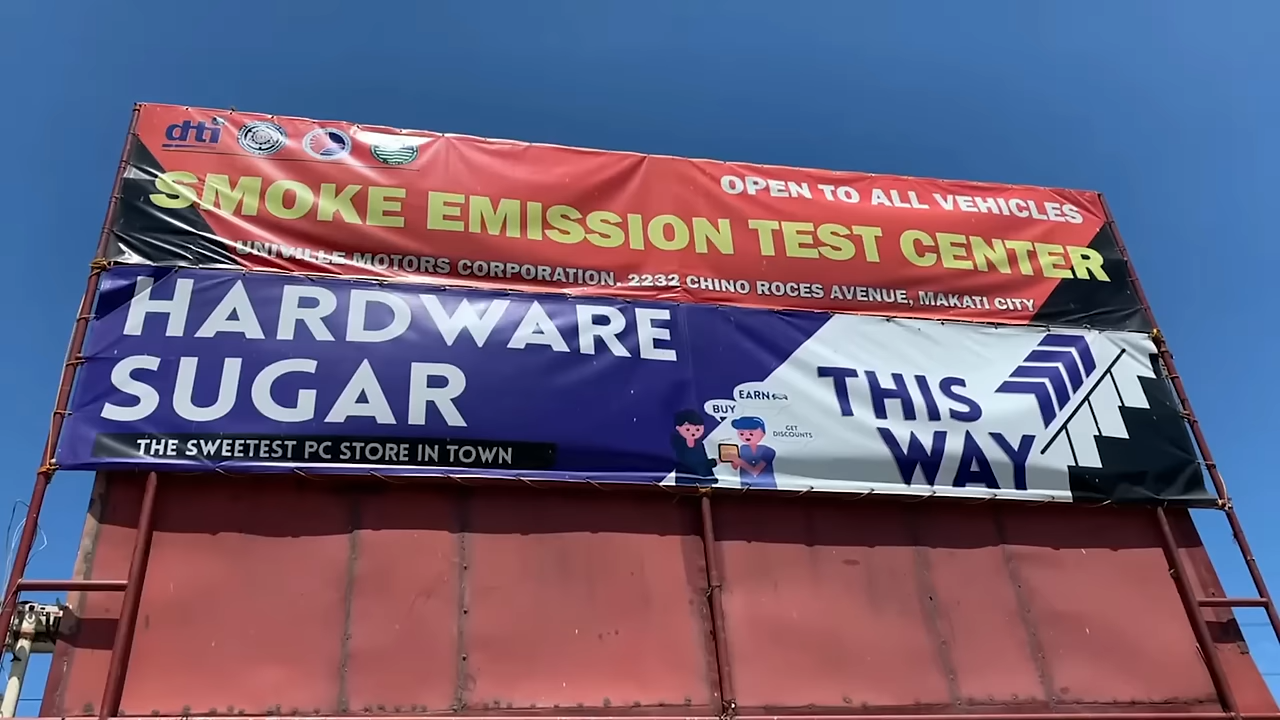 dti
OPEN TO ALL VEHICLES
SMOKE EMISSION TEST CENTER
UNIVILLE MOTORS CORPORATION, 2232 CHINO ROCES AVENUE, MAKATI CITY
HARDWARE
SUGAR
THE SWEETEST PC STORE IN TOWN
BUY
EARN
GET
DISCOUNTS
THIS
WAY